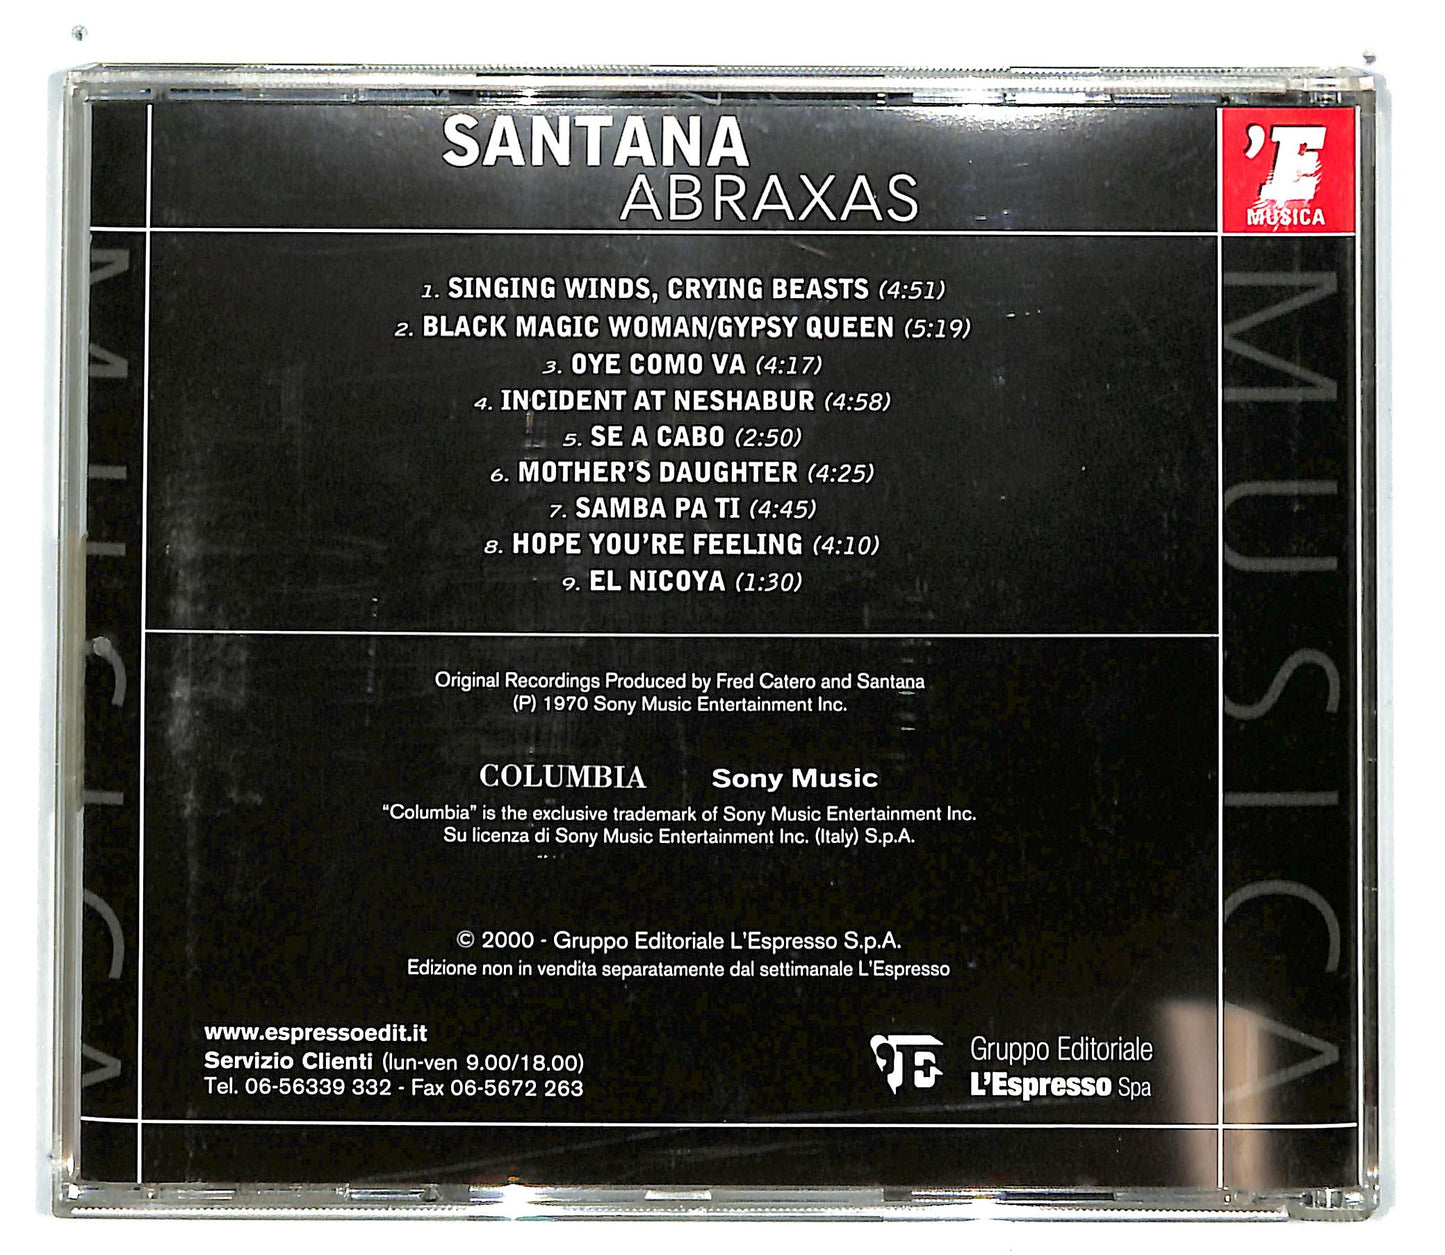 SANTANA
ABRAXAS
'E
MUSICA
1. SINGING WINDS, CRYING BEASTS (4:51)
2. BLACK MAGIC WOMAN/GYPSY QUEEN (5:19)
3. OYE COMO VA (4:17)
4. INCIDENT AT NESHABUR (4:58)
5. SE A CABO (2:50)
6. MOTHER'S DAUGHTER (4:25)
7. SAMBA PA TI (4:45)
8. HOPE YOU'RE FEELING (4:10)
9. EL NICOYA (1:30)
Original Recordings Produced by Fred Catero and Santana
(P) 1970 Sony Music Entertainment Inc.
COLUMBIA Sony Music
"Columbia" is the exclusive trademark of Sony Music Entertainment Inc.
Su licenza di Sony Music Entertainment Inc. (Italy) S.p.A.
© 2000 - Gruppo Editoriale L'Espresso S.p.A.
Edizione non in vendita separatamente dal settimanale L'Espresso
www.espressoedit.it
Servizio Clienti (lun-ven 9.00/18.00)
Tel. 06-56339 332 - Fax 06-5672 263
'E Gruppo Editoriale
L'Espresso Spa
MUSICA
MUSICA